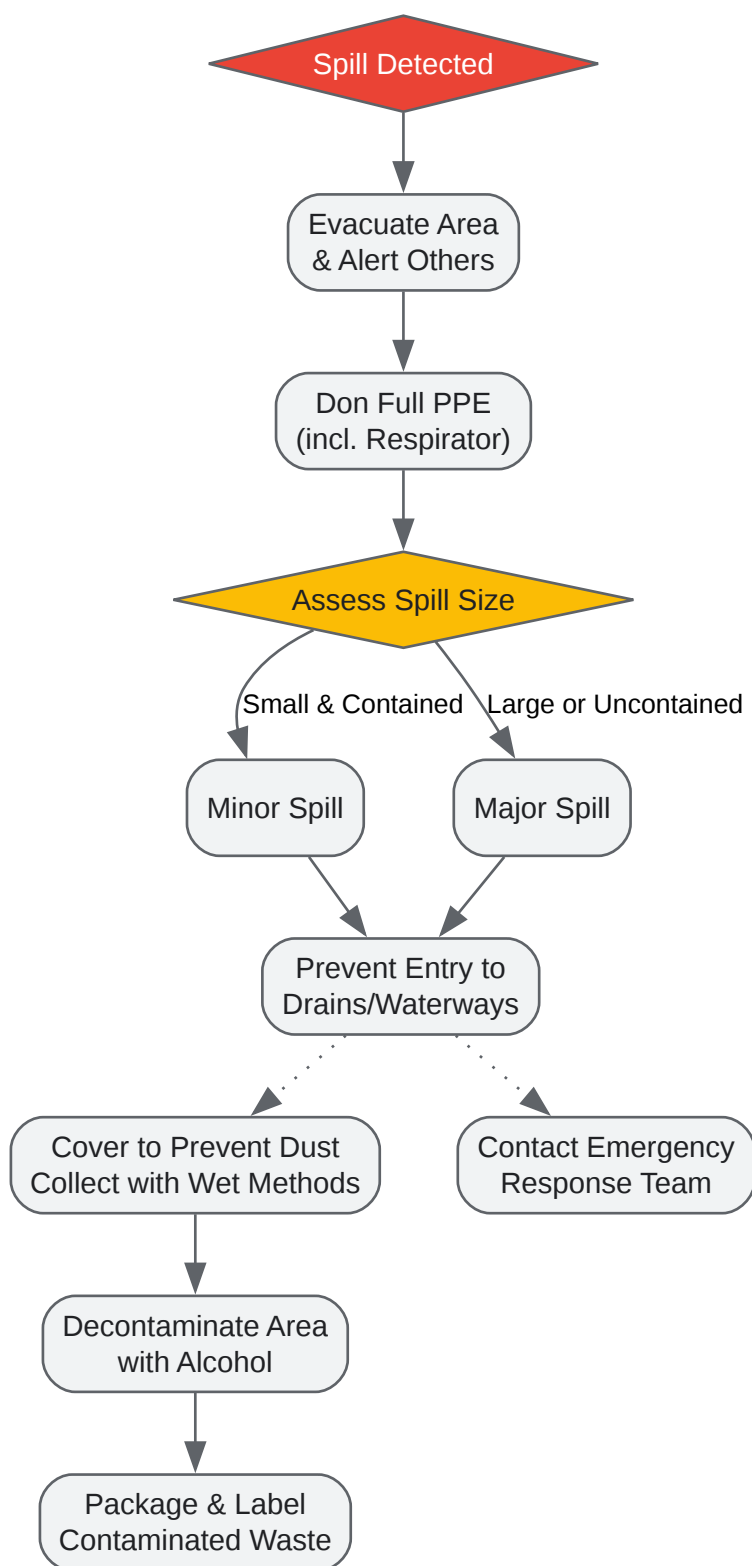 Spill Detected
Evacuate Area
& Alert Others
Don Full PPE
(incl. Respirator)
Assess Spill Size
Small & Contained
Large or Uncontained
Minor Spill
Major Spill
Prevent Entry to
Drains/Waterways
Cover to Prevent Dust
Collect with Wet Methods
Contact Emergency
Response Team
Decontaminate Area
with Alcohol
Package & Label
Contaminated Waste